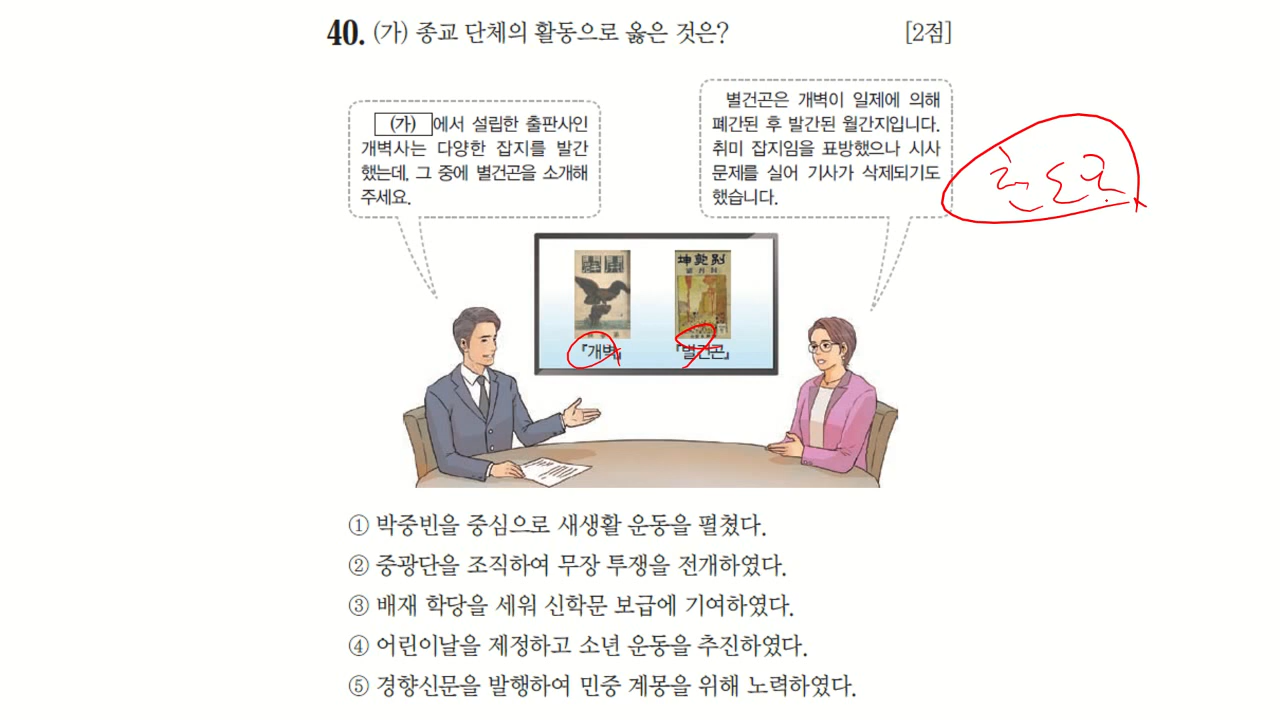 40. (가) 종교 단체의 활동으로 옳은 것은? [2점]
(가) 에서 설립한 출판사인
개벽사는 다양한 잡지를 발간
했는데, 그 중에 별건곤을 소개해
주세요.
별건곤은 개벽이 일제에 의해
폐간된 후 발간된 월간지입니다.
취미 잡지임을 표방했으나 시사
문제를 실어 기사가 삭제되기도
했습니다.
천도교
『개벽』
『별건곤』
① 박중빈을 중심으로 새생활 운동을 펼쳤다.
② 중광단을 조직하여 무장 투쟁을 전개하였다.
③ 배재 학당을 세워 신학문 보급에 기여하였다.
④ 어린이날을 제정하고 소년 운동을 추진하였다.
⑤ 경향신문을 발행하여 민중 계몽을 위해 노력하였다.